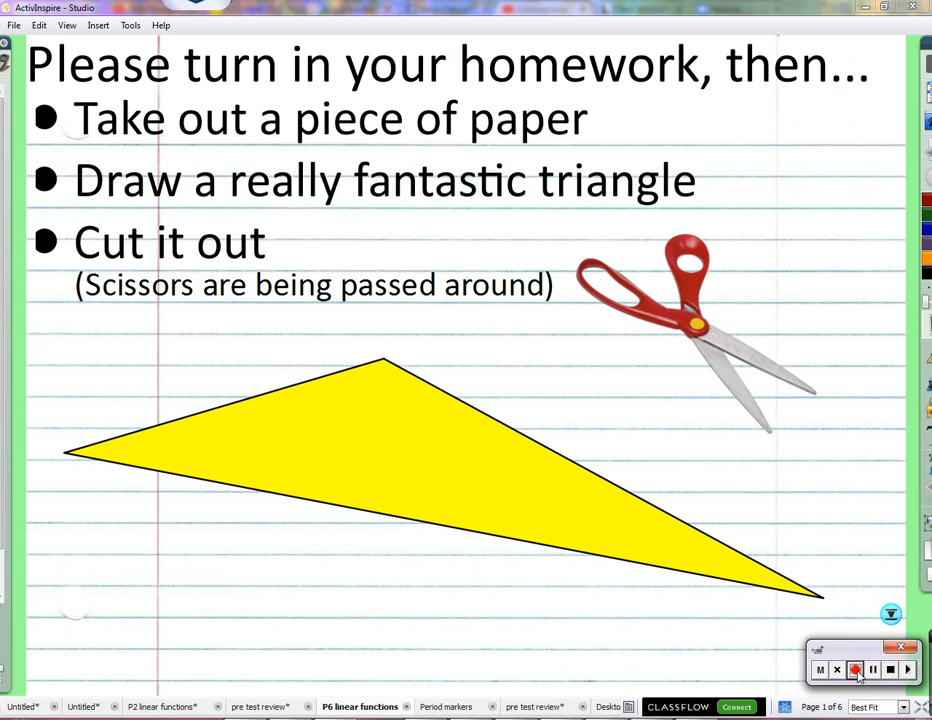 ActivInspire - Studio
File Edit View Insert Tools Help
Please turn in your homework, then...
● Take out a piece of paper
● Draw a really fantastic triangle
● Cut it out
(Scissors are being passed around)
M
Untitled* Untitled* P2 linear functions* pre test review* P6 linear functions Period markers pre test review* Deskto CLASSFLOW Connect Page 1 of 6 Best Fit